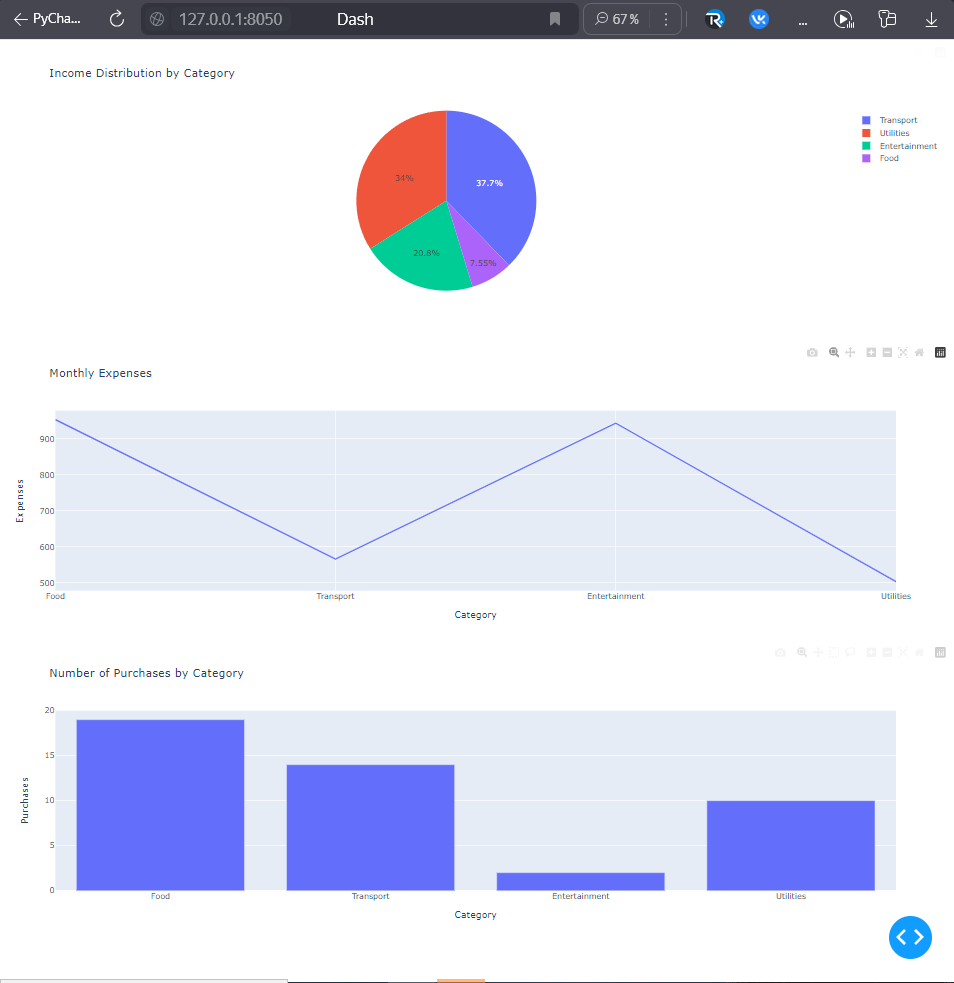 PyCha... 127.0.0.1:8050 Dash 67 % ...
Income Distribution by Category
Transport
Utilities
Entertainment
Food
34%
37.7%
20.8%
7.55%
Monthly Expenses
900
800
700
600
500
Expenses
Food Transport Entertainment Utilities
Category
Number of Purchases by Category
20
15
10
5
0
Purchases
Food Transport Entertainment Utilities
Category